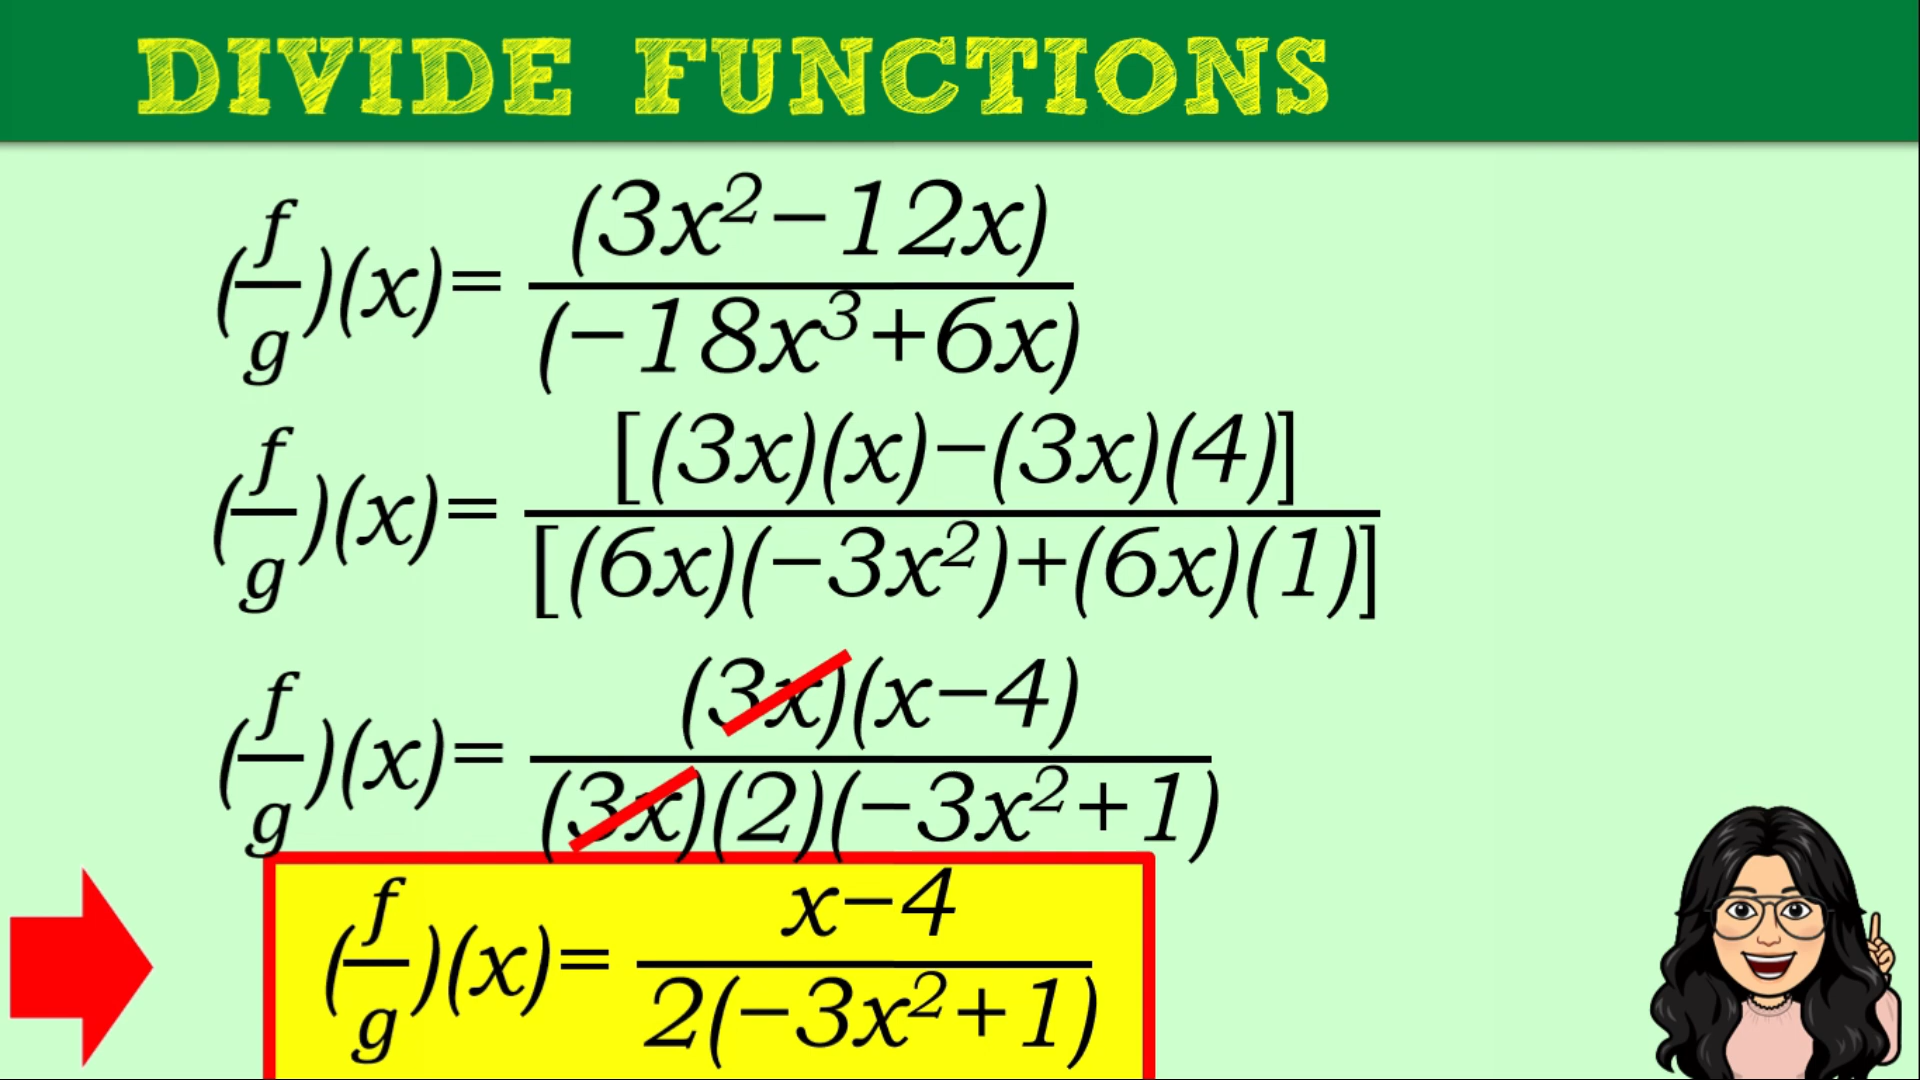 DIVIDE FUNCTIONS
(f/g)(x)= (3x²−12x)/(−18x³+6x)
(f/g)(x)= [(3x)(x)−(3x)(4)]/[(6x)(−3x²)+(6x)(1)]
(f/g)(x)= (3x)(x−4)/(3x)(2)(−3x²+1)
(f/g)(x)= x−4/2(−3x²+1)